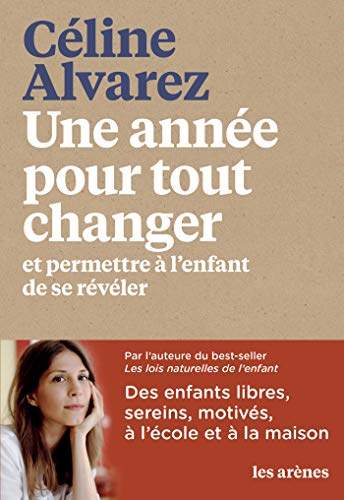 Céline
Alvarez
Une année
pour tout
changer
et permettre à l'enfant
de se révéler
Par l'auteure du best-seller
Les lois naturelles de l'enfant
Des enfants libres,
sereins, motivés,
à l'école et à la maison
les arènes